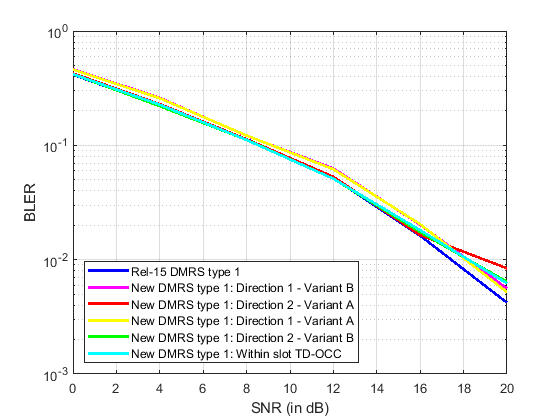 10^0
10^-1
10^-2
10^-3
BLER
Rel-15 DMRS type 1
New DMRS type 1: Direction 1 - Variant B
New DMRS type 1: Direction 2 - Variant A
New DMRS type 1: Direction 1 - Variant A
New DMRS type 1: Direction 2 - Variant B
New DMRS type 1: Within slot TD-OCC
0 2 4 6 8 10 12 14 16 18 20
SNR (in dB)